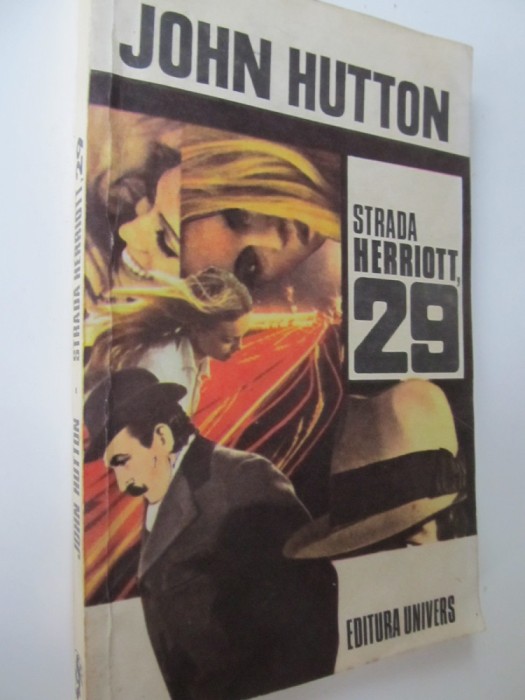 JOHN HUTTON
STRADA
HERRIOTT,
29
EDITURA UNIVERS
JOHN HUTTON - STRADA HERRIOTT, 29